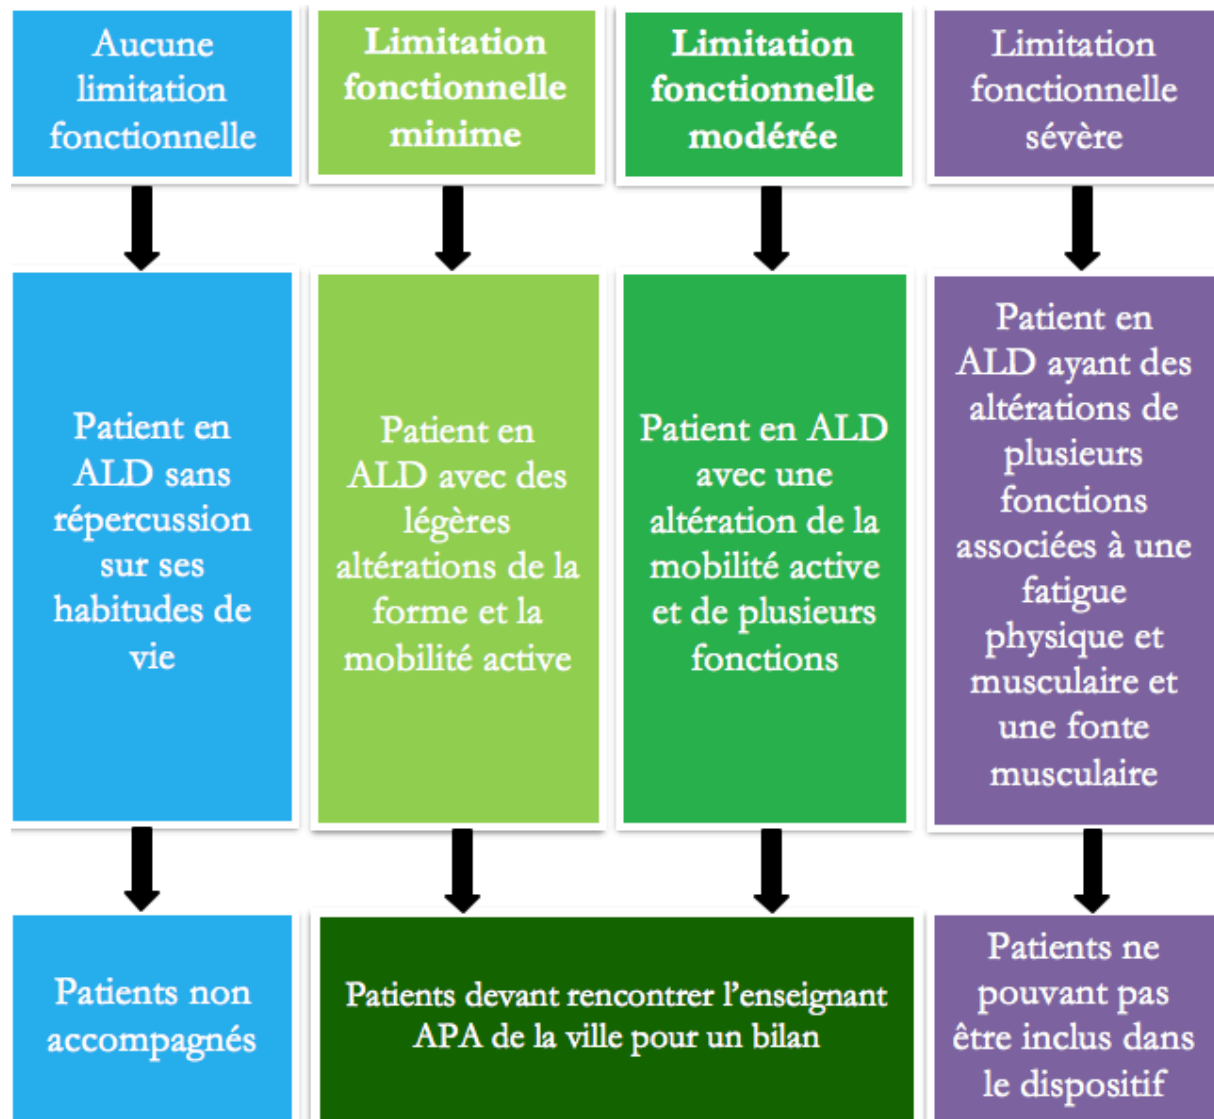 Aucune
limitation
fonctionnelle
Limitation
fonctionnelle
minime
Limitation
fonctionnelle
modérée
Limitation
fonctionnelle
sévère
Patient en
ALD sans
répercussion
sur ses
habitudes de
vie
Patient en
ALD avec des
légères
altérations de la
forme et la
mobilité active
Patient en ALD
avec une
altération de la
mobilité active
et de plusieurs
fonctions
Patient en
ALD ayant des
altérations de
plusieurs
fonctions
associées à une
fatigue
physique et
musculaire et
une fonte
musculaire
Patients non
accompagnés
Patients devant rencontrer l’enseignant
APA de la ville pour un bilan
Patients ne
pouvant pas
être inclus dans
le dispositif